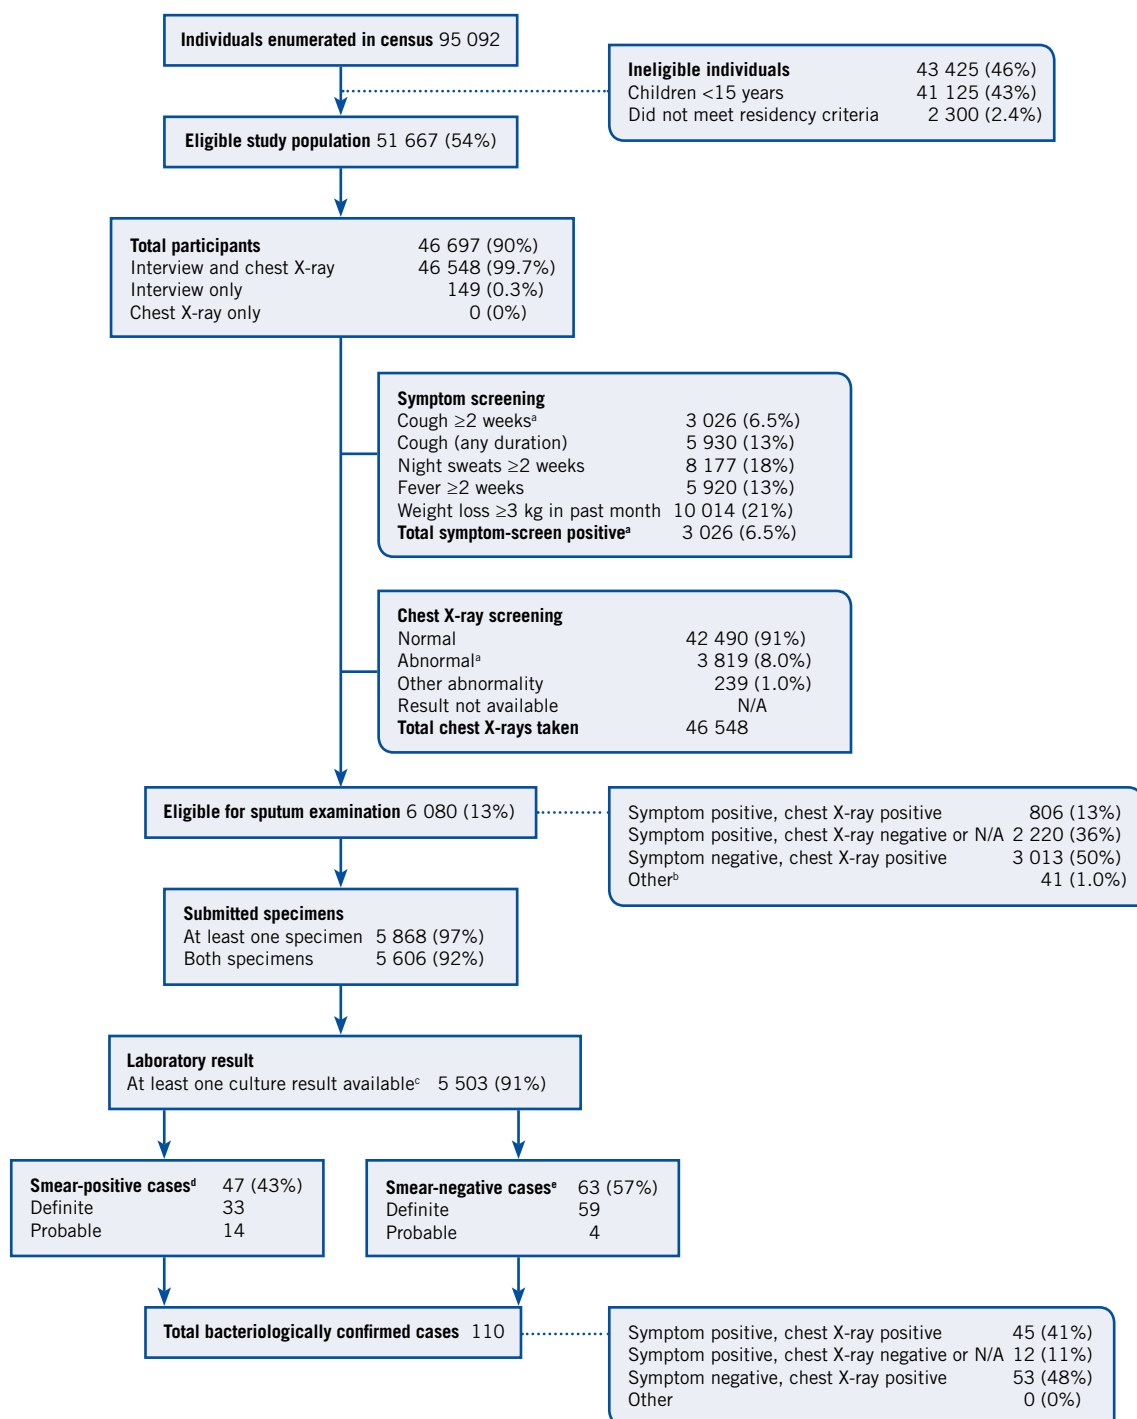 Individuals enumerated in census 95 092
Ineligible individuals 43 425 (46%)
Children <15 years 41 125 (43%)
Did not meet residency criteria 2 300 (2.4%)
Eligible study population 51 667 (54%)
Total participants 46 697 (90%)
Interview and chest X-ray 46 548 (99.7%)
Interview only 149 (0.3%)
Chest X-ray only 0 (0%)
Symptom screening
Cough ≥2 weeksᵃ 3 026 (6.5%)
Cough (any duration) 5 930 (13%)
Night sweats ≥2 weeks 8 177 (18%)
Fever ≥2 weeks 5 920 (13%)
Weight loss ≥3 kg in past month 10 014 (21%)
Total symptom-screen positiveᵃ 3 026 (6.5%)
Chest X-ray screening
Normal 42 490 (91%)
Abnormalᵃ 3 819 (8.0%)
Other abnormality 239 (1.0%)
Result not available N/A
Total chest X-rays taken 46 548
Eligible for sputum examination 6 080 (13%)
Symptom positive, chest X-ray positive 806 (13%)
Symptom positive, chest X-ray negative or N/A 2 220 (36%)
Symptom negative, chest X-ray positive 3 013 (50%)
Otherᵇ 41 (1.0%)
Submitted specimens
At least one specimen 5 868 (97%)
Both specimens 5 606 (92%)
Laboratory result
At least one culture result availableᶜ 5 503 (91%)
Smear-positive casesᵈ 47 (43%)
Definite 33
Probable 14
Smear-negative casesᵉ 63 (57%)
Definite 59
Probable 4
Total bacteriologically confirmed cases 110
Symptom positive, chest X-ray positive 45 (41%)
Symptom positive, chest X-ray negative or N/A 12 (11%)
Symptom negative, chest X-ray positive 53 (48%)
Other 0 (0%)